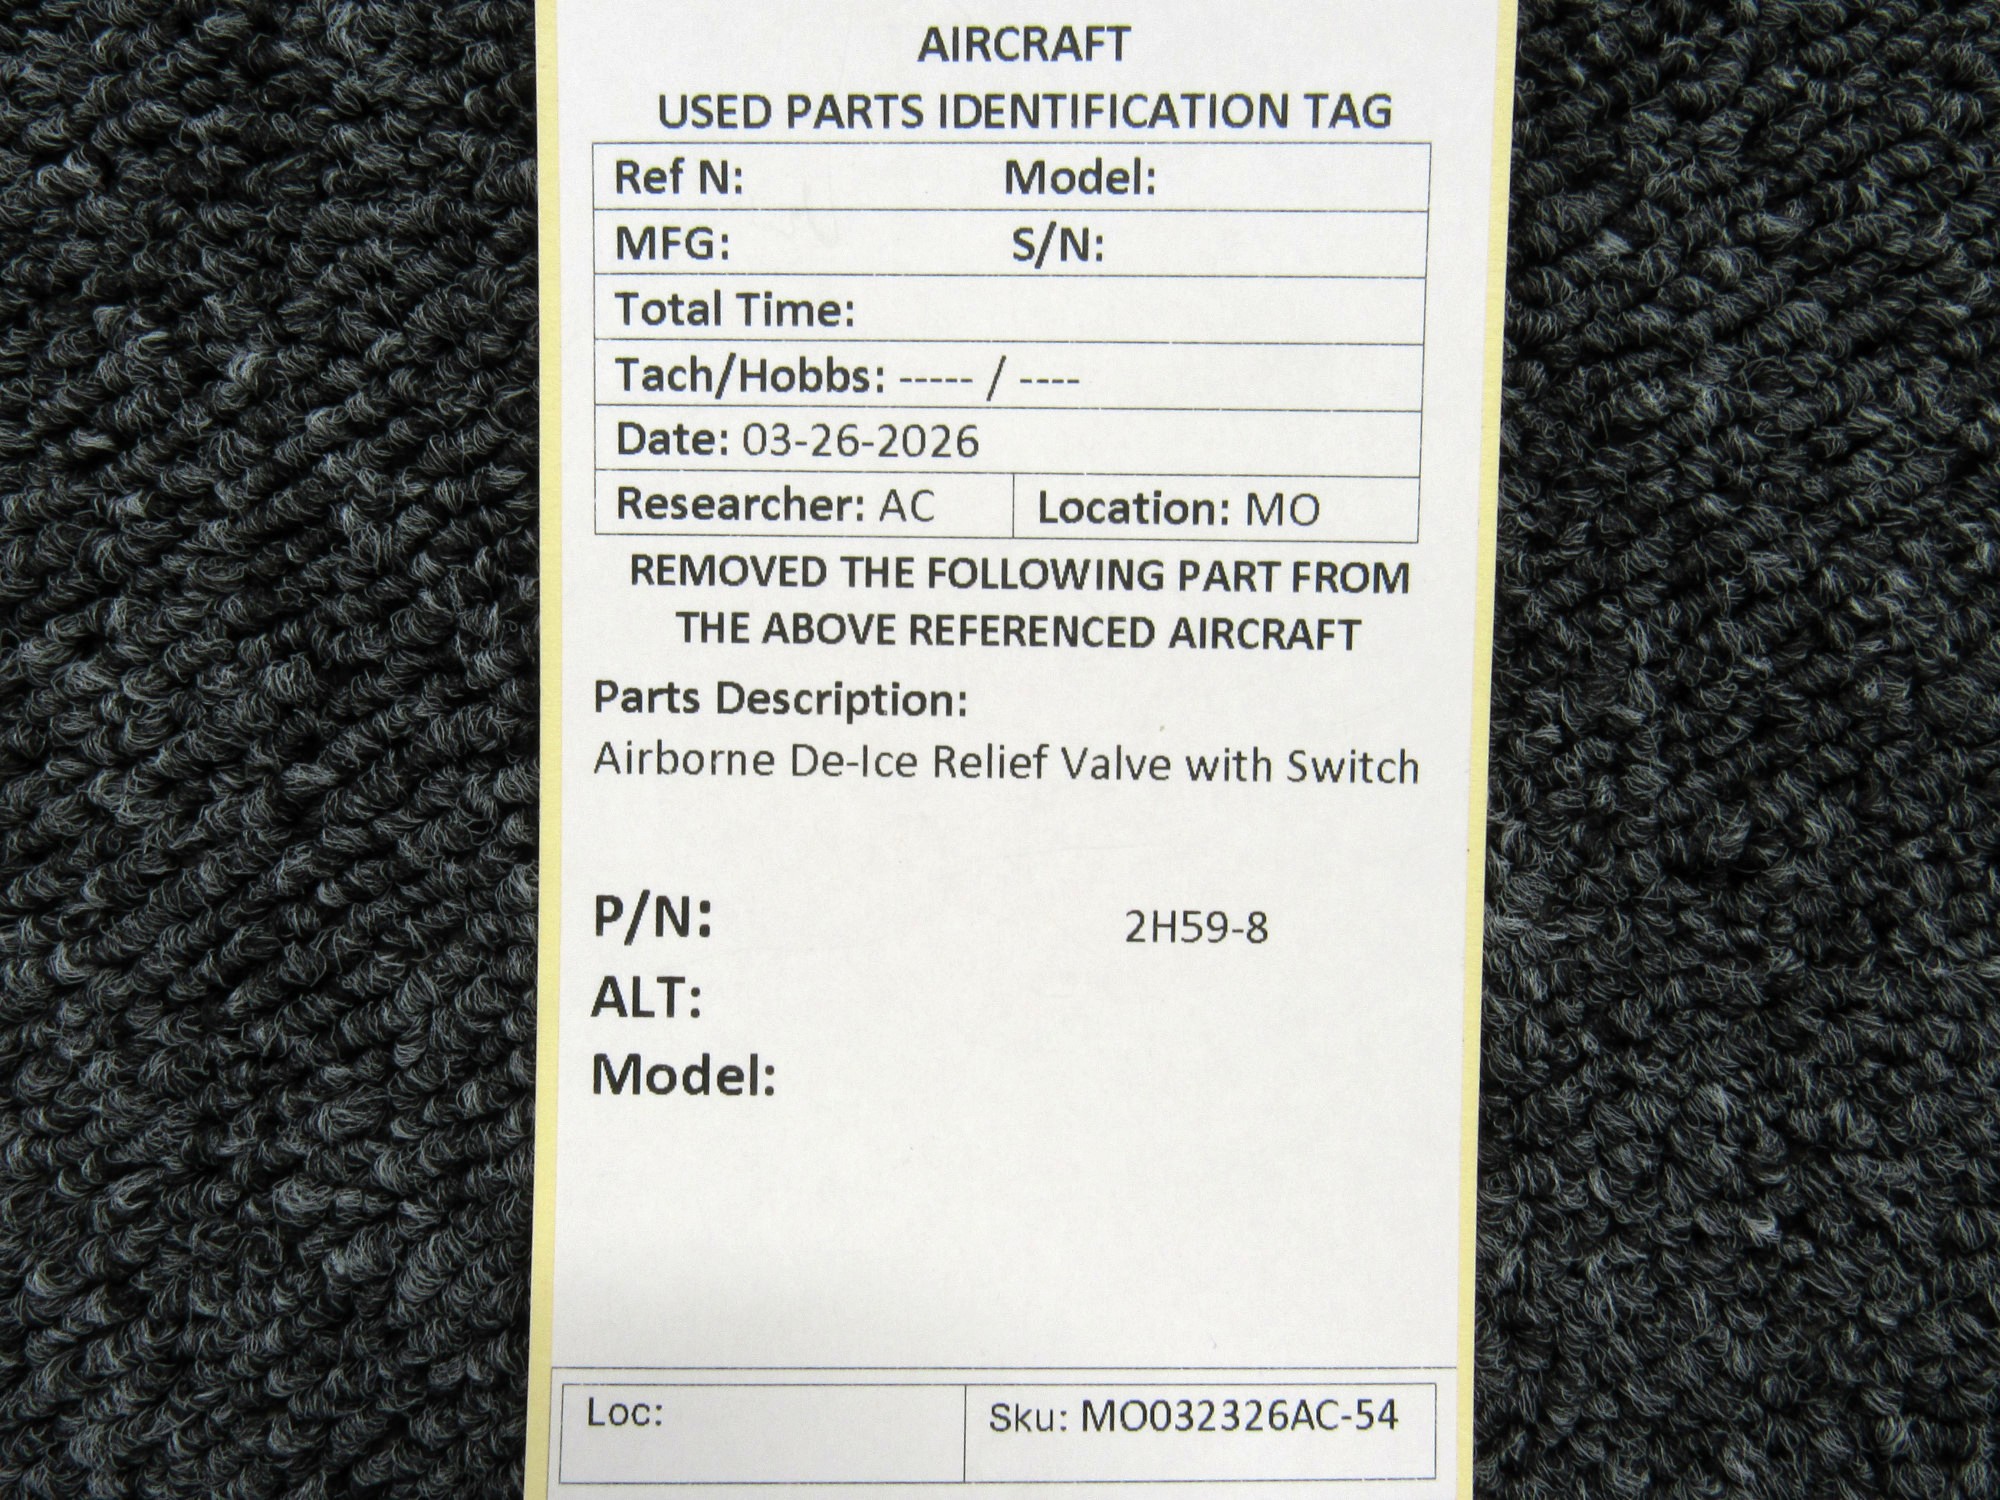 AIRCRAFT
USED PARTS IDENTIFICATION TAG
Ref N: Model:
MFG: S/N:
Total Time:
Tach/Hobbs: ----- / ----
Date: 03-26-2026
Researcher: AC Location: MO
REMOVED THE FOLLOWING PART FROM
THE ABOVE REFERENCED AIRCRAFT
Parts Description:
Airborne De-Ice Relief Valve with Switch
P/N: 2H59-8
ALT:
Model:
Loc: Sku: MO032326AC-54